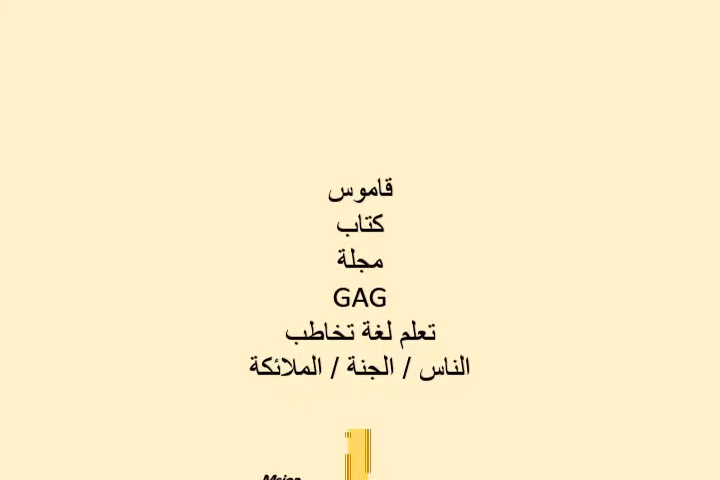 قاموس
كتاب
مجلة
GAG
تعلم لغة تخاطب
الناس / الجنة / الملائكة